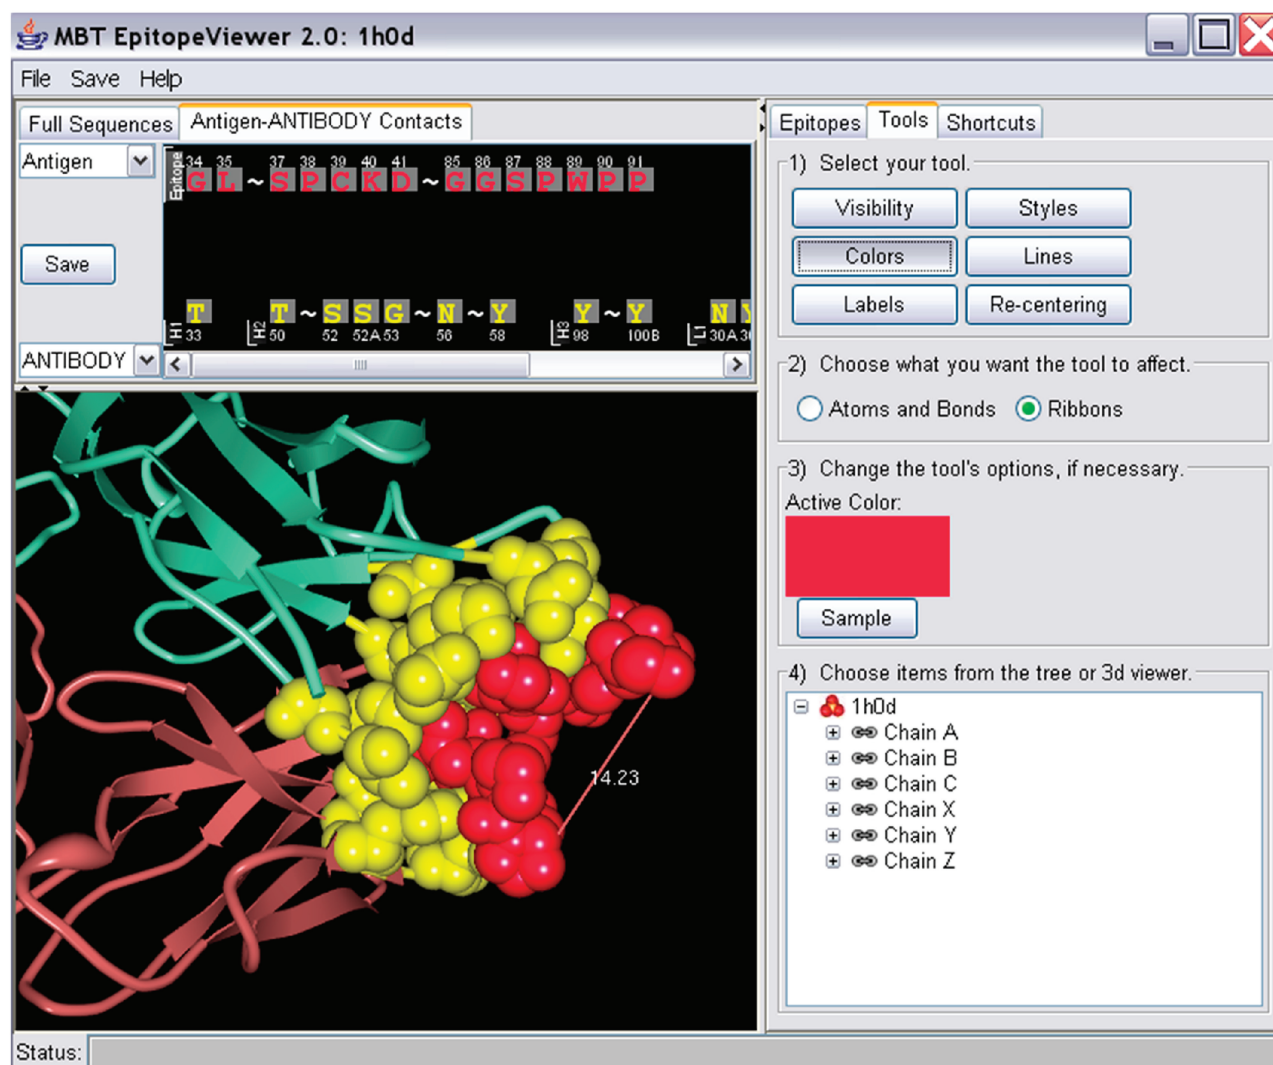 MBT EpitopeViewer 2.0: 1h0d
File Save Help
Full Sequences Antigen-ANTIBODY Contacts
Antigen
Epitope
34 35 37 38 39 40 41 85 86 87 88 89 90 91
G L ~ S P C K D ~ G G S P W P P
Save
T T ~ S S G ~ N ~ Y Y ~ Y N
H1 33 H2 50 52 52A 53 56 58 H3 98 100B L1 30A
ANTIBODY
14.23
Epitopes Tools Shortcuts
1) Select your tool.
Visibility Styles
Colors Lines
Labels Re-centering
2) Choose what you want the tool to affect.
Atoms and Bonds Ribbons
3) Change the tool's options, if necessary.
Active Color:
Sample
4) Choose items from the tree or 3d viewer.
1h0d
Chain A
Chain B
Chain C
Chain X
Chain Y
Chain Z
Status: